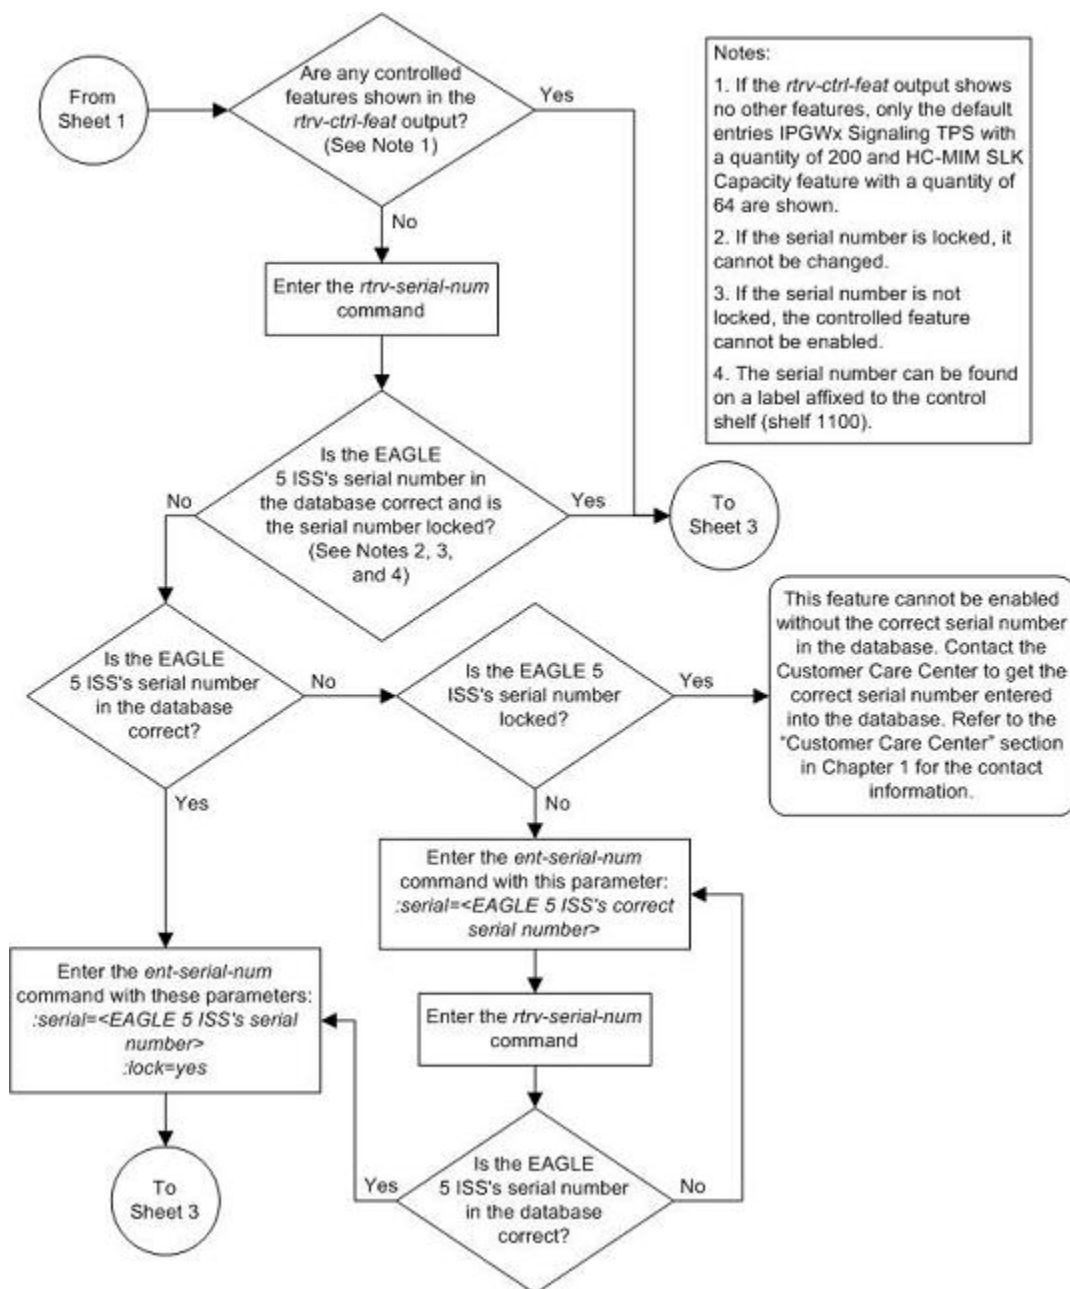 From
Sheet 1
Are any controlled
features shown in the
rtrv-ctrl-feat output?
(See Note 1)
Yes
No
Notes:
1. If the rtrv-ctrl-feat output shows
no other features, only the default
entries IPGWx Signaling TPS with
a quantity of 200 and HC-MIM SLK
Capacity feature with a quantity of
64 are shown.
2. If the serial number is locked, it
cannot be changed.
3. If the serial number is not
locked, the controlled feature
cannot be enabled.
4. The serial number can be found
on a label affixed to the control
shelf (shelf 1100).
Enter the rtrv-serial-num
command
Is the EAGLE
5 ISS's serial number in
the database correct and is
the serial number locked?
(See Notes 2, 3,
and 4)
No
Yes
To
Sheet 3
Is the EAGLE
5 ISS's serial number
in the database
correct?
No
Yes
Is the EAGLE 5
ISS's serial number
locked?
Yes
No
This feature cannot be enabled
without the correct serial number
in the database. Contact the
Customer Care Center to get the
correct serial number entered
into the database. Refer to the
"Customer Care Center" section
in Chapter 1 for the contact
information.
Enter the ent-serial-num
command with this parameter:
:serial=<EAGLE 5 ISS's correct
serial number>
Enter the ent-serial-num
command with these parameters:
:serial=<EAGLE 5 ISS's serial
number>
:lock=yes
Enter the rtrv-serial-num
command
To
Sheet 3
Is the EAGLE
5 ISS's serial number
in the database
correct?
Yes
No